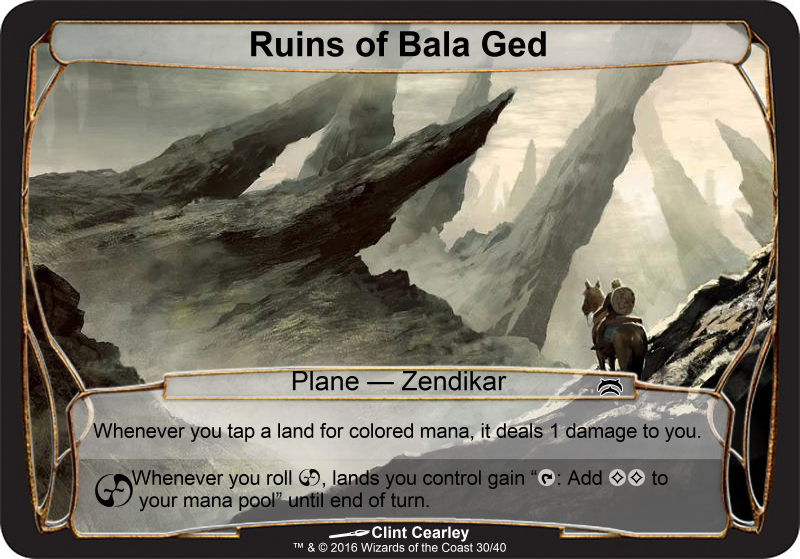 Ruins of Bala Ged
Plane — Zendikar
Whenever you tap a land for colored mana, it deals 1 damage to you.
Whenever you roll , lands you control gain “: Add to
your mana pool” until end of turn.
Clint Cearley
™ & © 2016 Wizards of the Coast 30/40